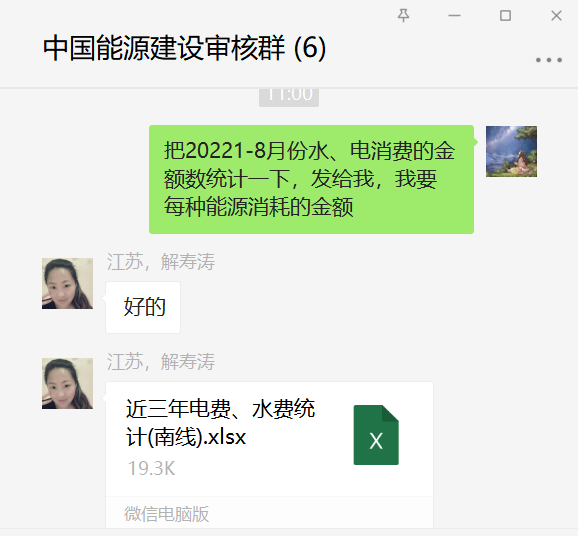 中国能源建设审核群 (6)
11:00
把20221-8月份水、电消费的金
额数统计一下，发给我，我要
每种能源消耗的金额
江苏，解寿涛
好的
江苏，解寿涛
近三年电费、水费统
计(南线).xlsx
X
19.3K
微信电脑版